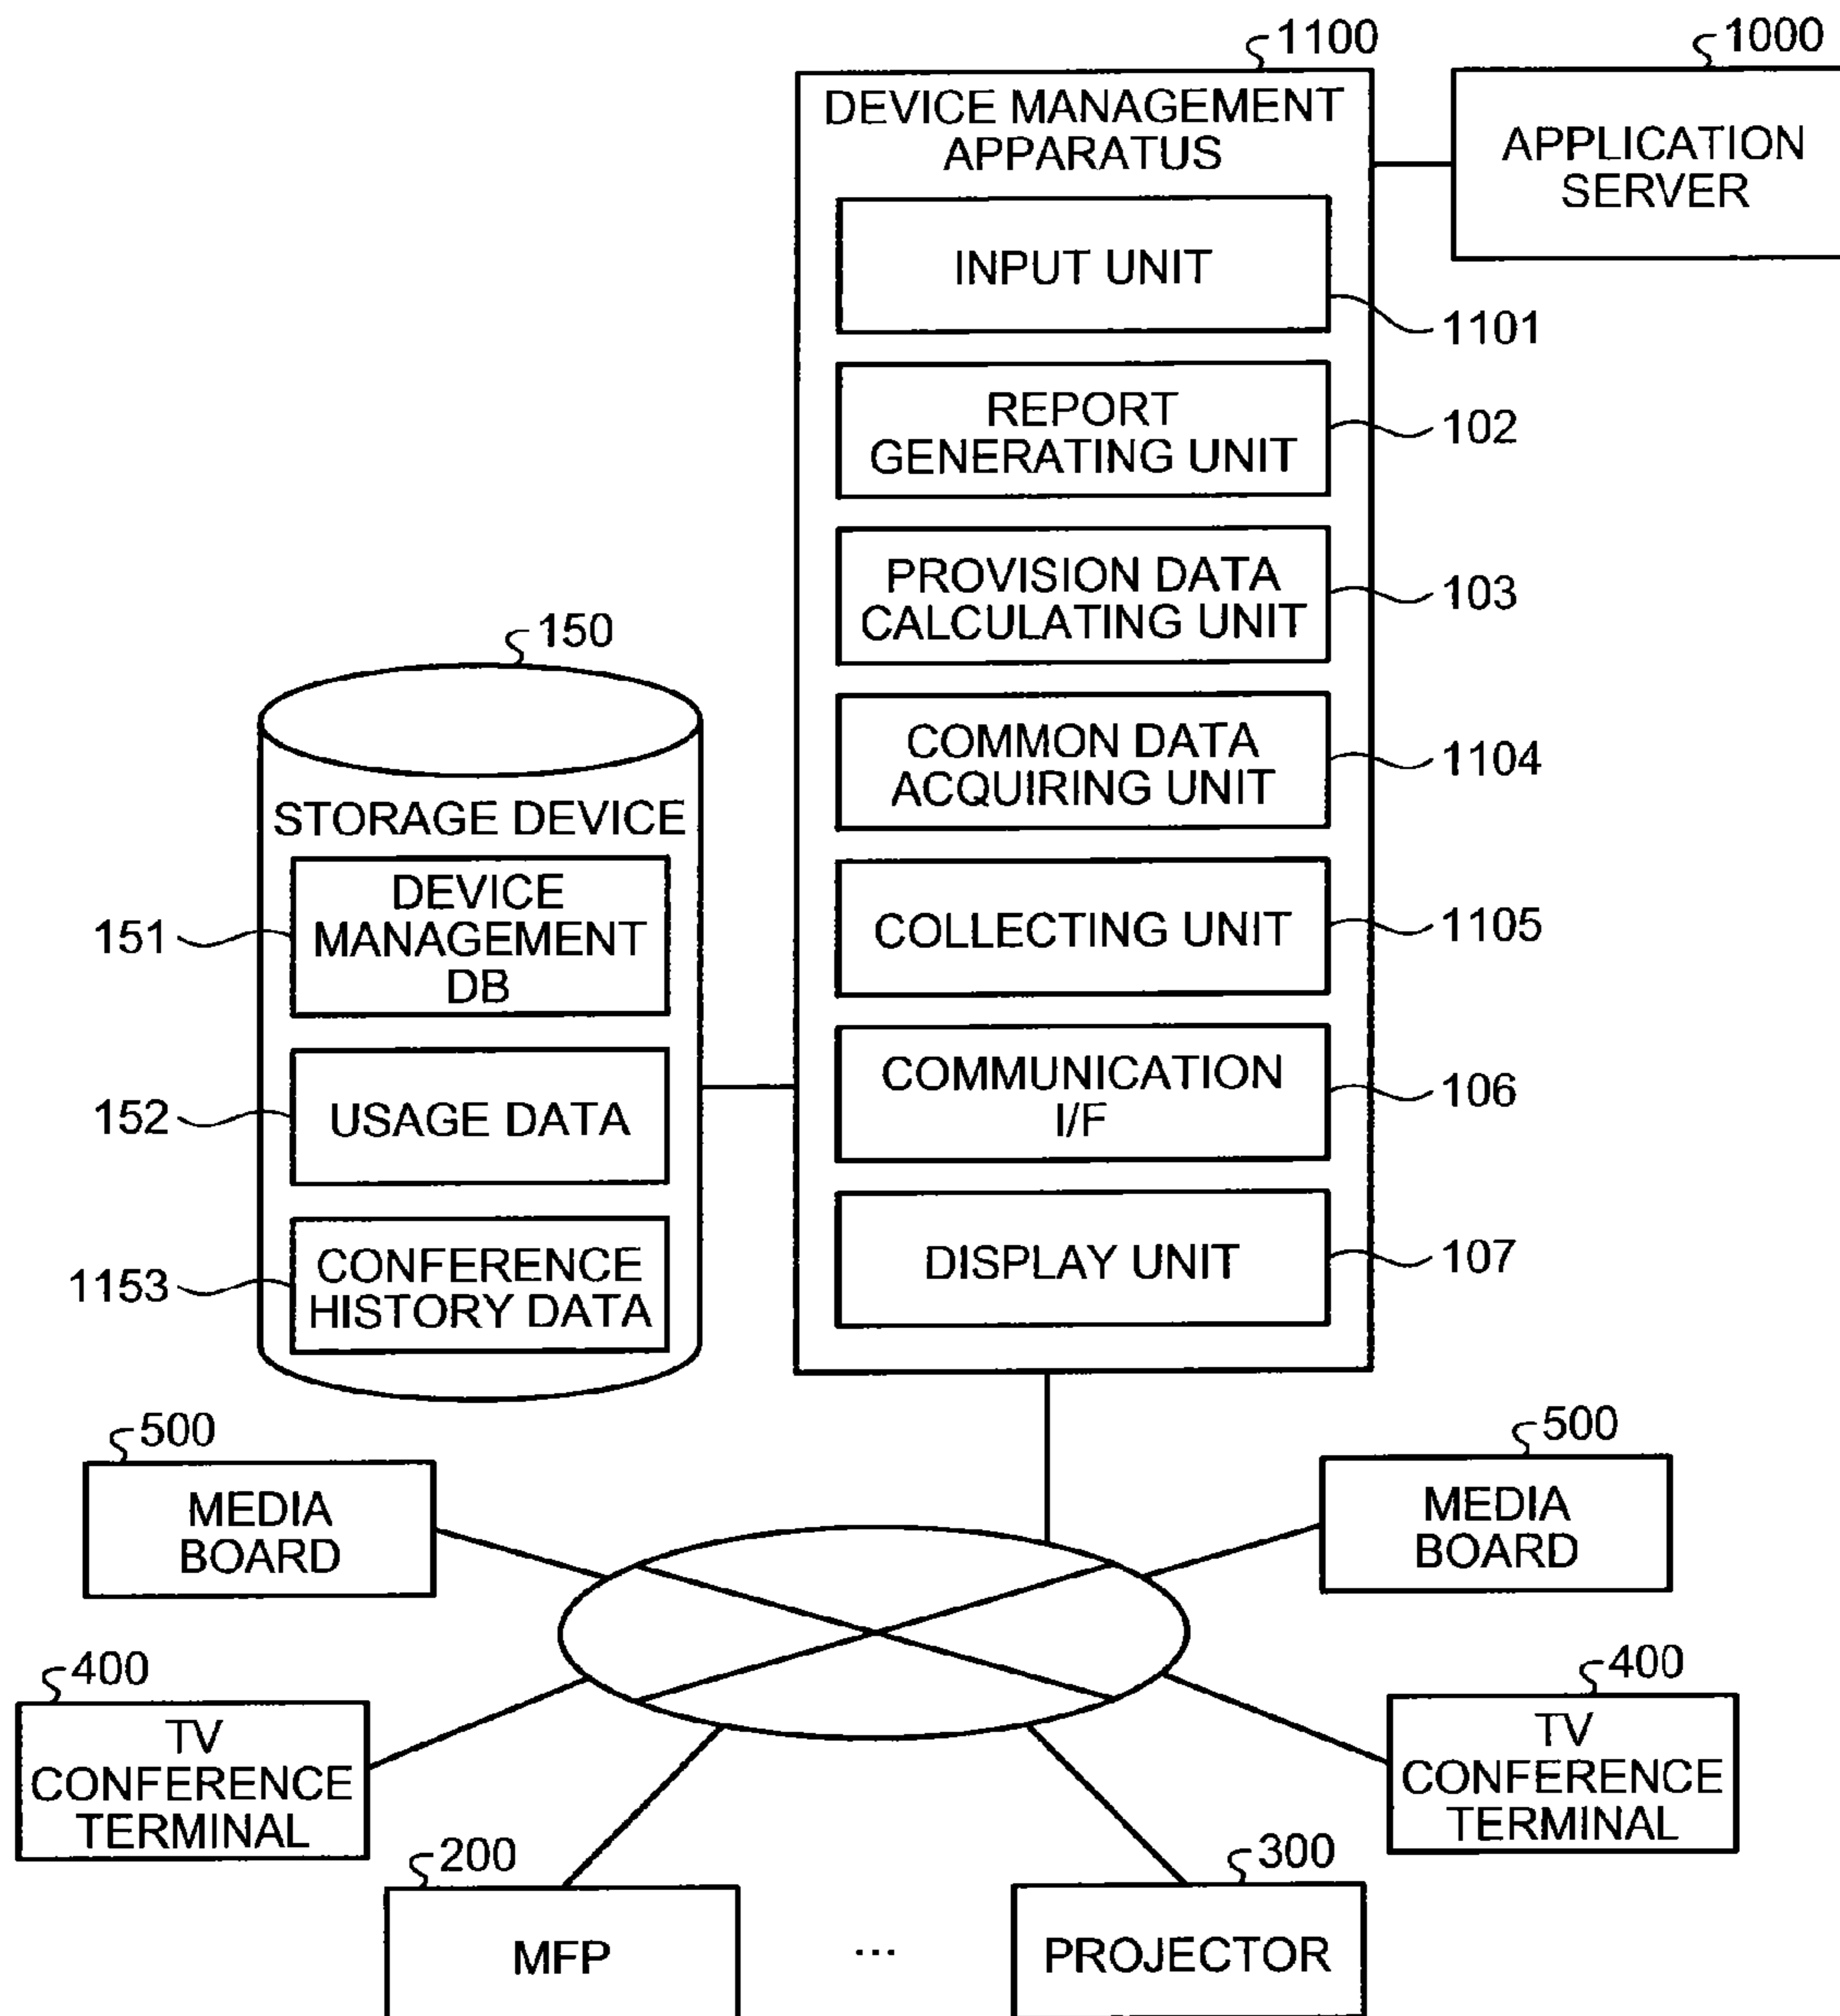 1100
1000
DEVICE MANAGEMENT
APPARATUS
APPLICATION
SERVER
INPUT UNIT
1101
REPORT
GENERATING UNIT
102
PROVISION DATA
CALCULATING UNIT
103
150
COMMON DATA
ACQUIRING UNIT
1104
STORAGE DEVICE
DEVICE
MANAGEMENT
DB
151
COLLECTING UNIT
1105
USAGE DATA
152
COMMUNICATION
I/F
106
CONFERENCE
HISTORY DATA
1153
DISPLAY UNIT
107
500
MEDIA
BOARD
500
MEDIA
BOARD
400
TV
CONFERENCE
TERMINAL
400
TV
CONFERENCE
TERMINAL
200
MFP
...
300
PROJECTOR